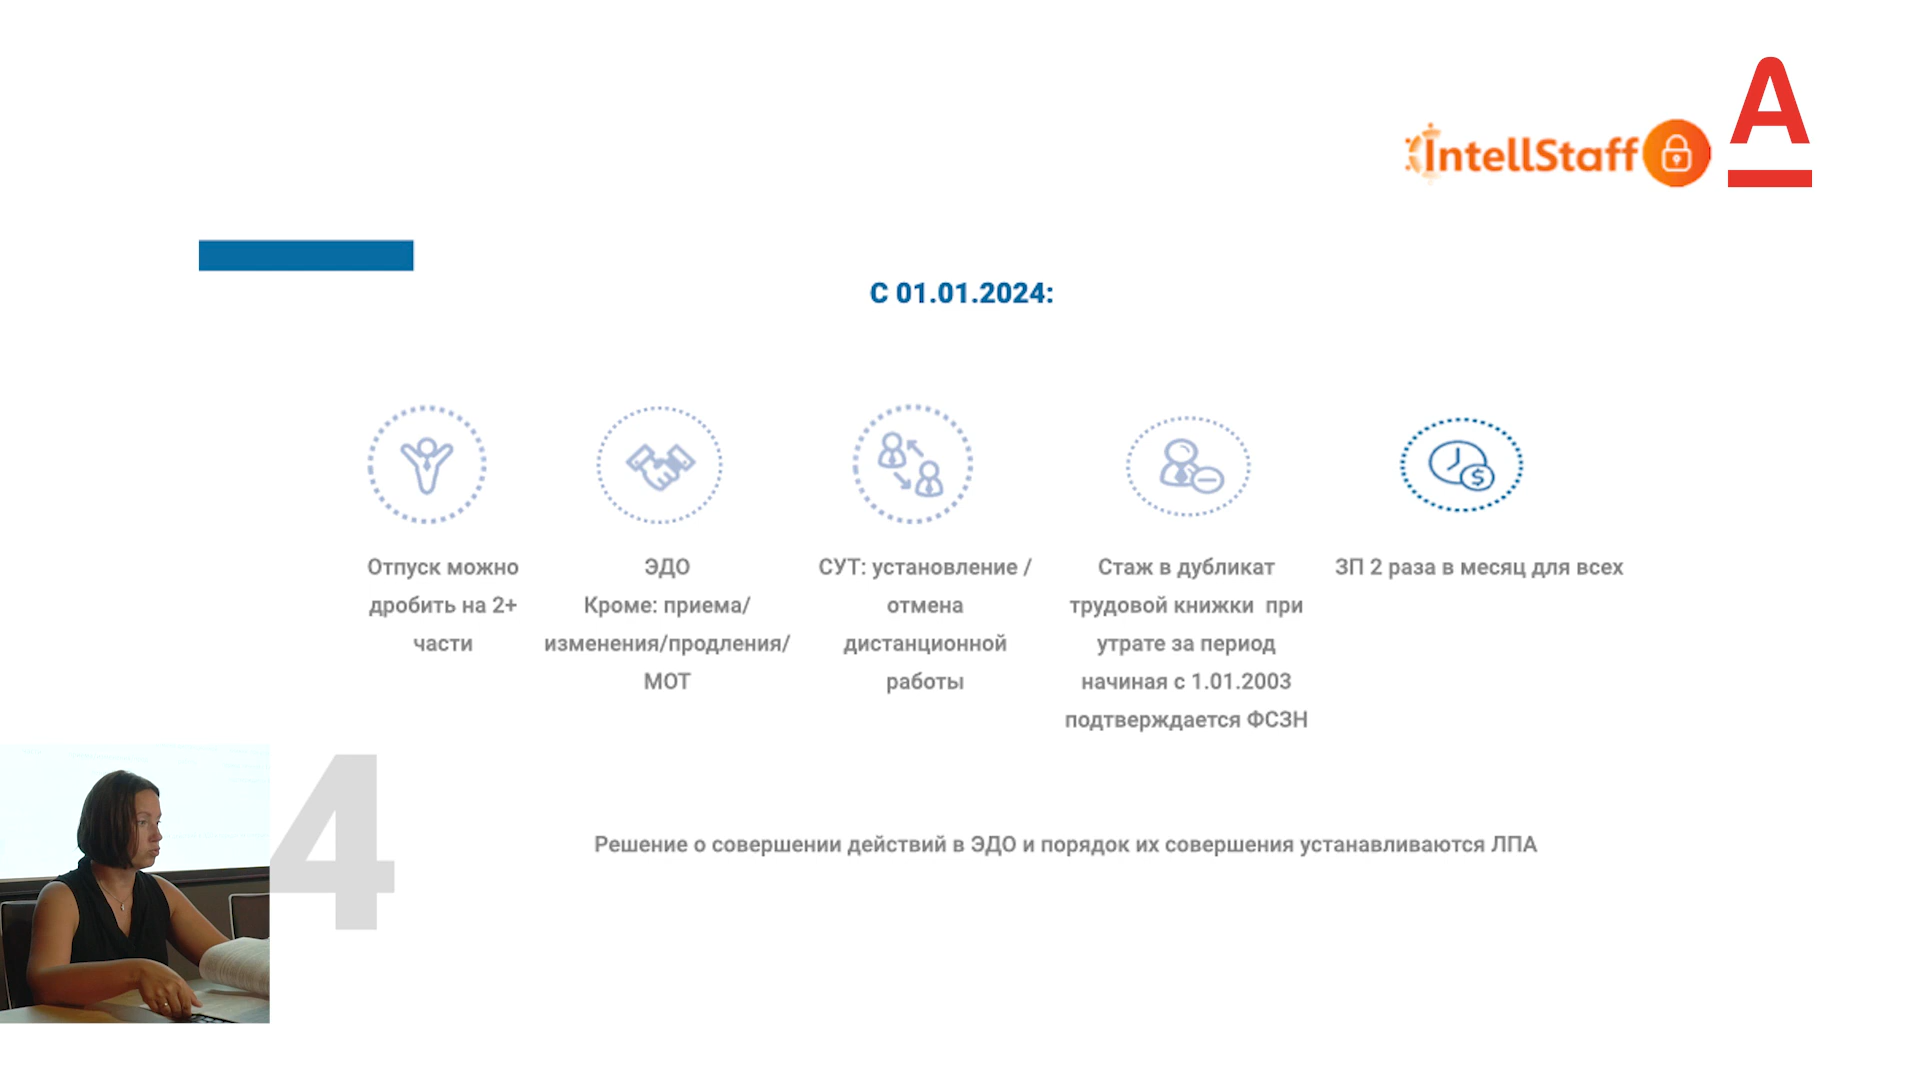 IntellStaff
А
С 01.01.2024:
Отпуск можно
дробить на 2+
части
ЭДО
Кроме: приема/
изменения/продления/
МОТ
СУТ: установление /
отмена
дистанционной
работы
Стаж в дубликат
трудовой книжки при
утрате за период
начиная с 1.01.2003
подтверждается ФСЗН
ЗП 2 раза в месяц для всех
4
Решение о совершении действий в ЭДО и порядок их совершения устанавливаются ЛПА